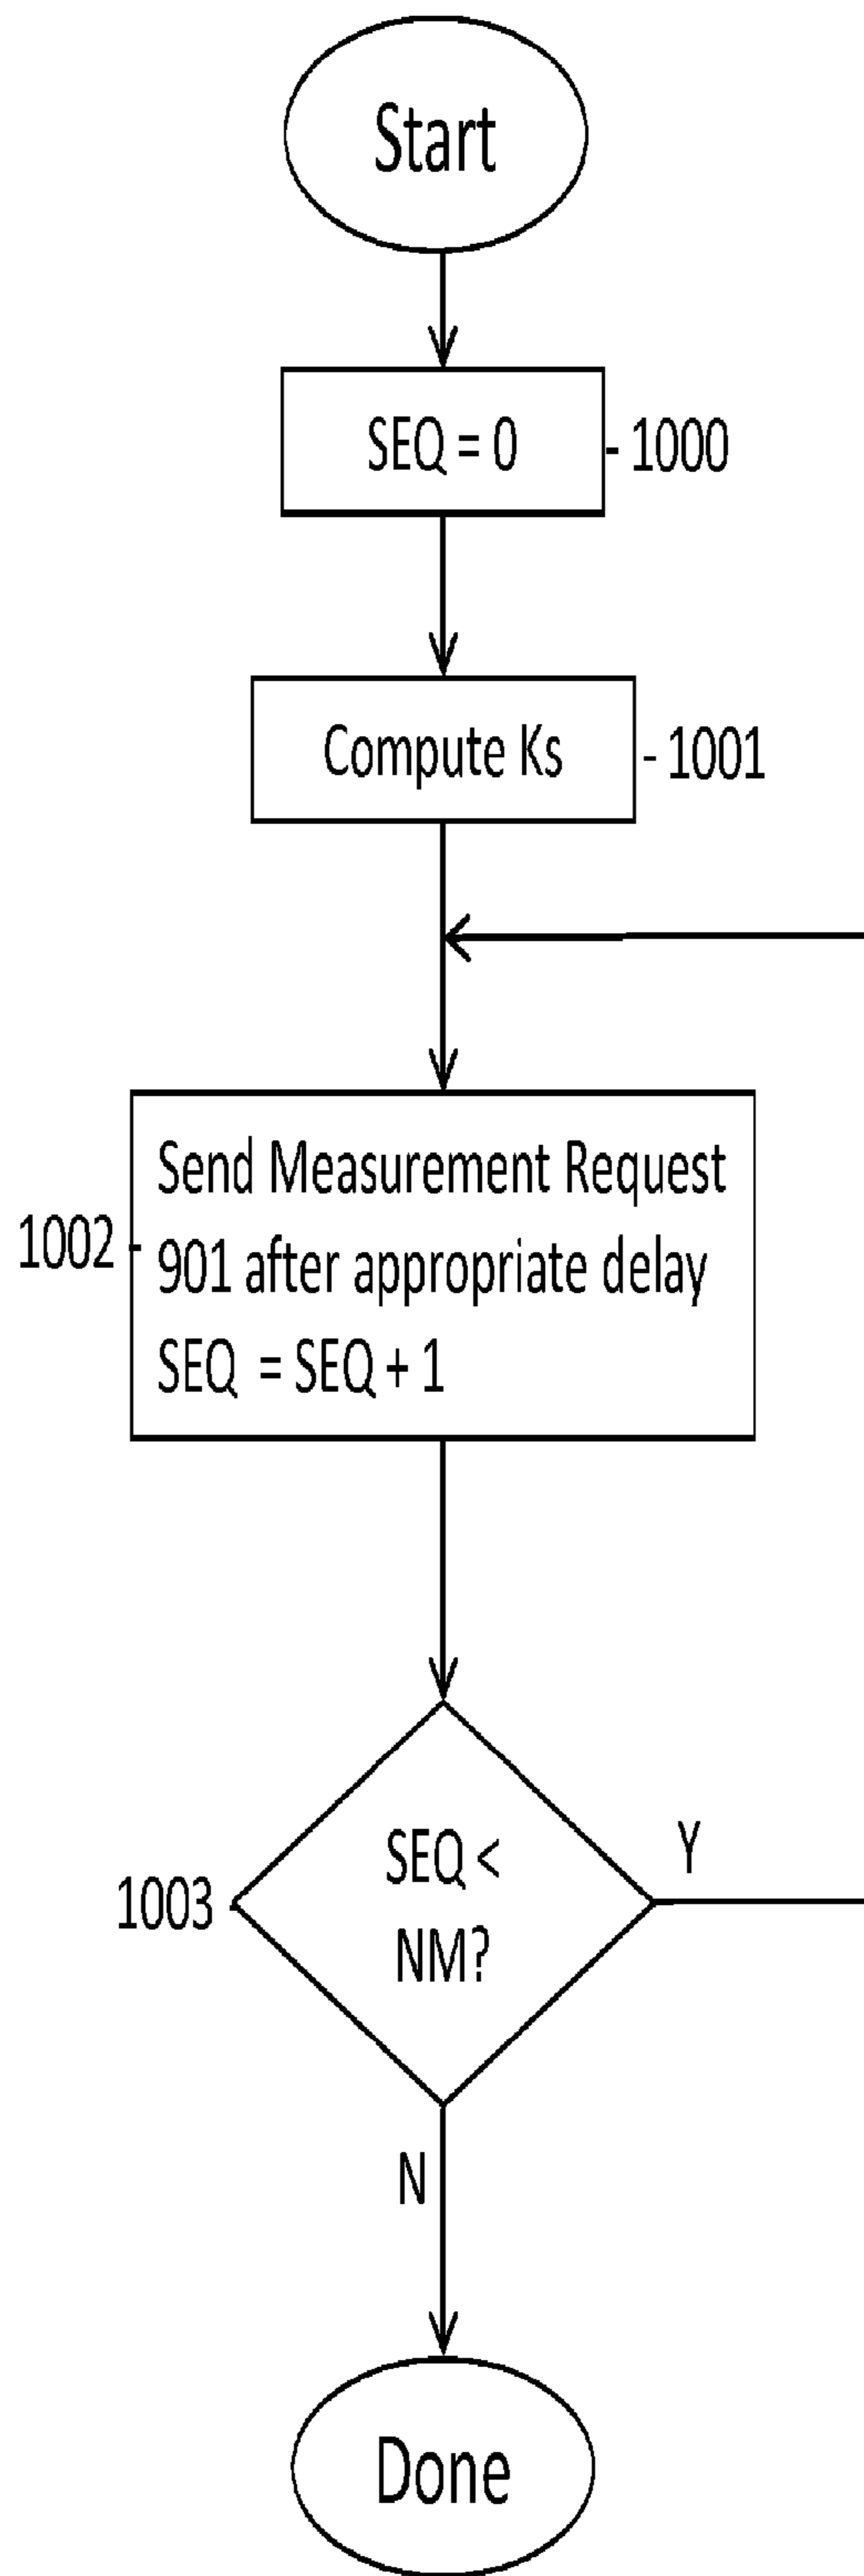 Start
SEQ = 0
- 1000
Compute Ks
- 1001
Send Measurement Request
901 after appropriate delay
SEQ = SEQ + 1
1002 -
SEQ <
NM?
1003 -
Y
N
Done